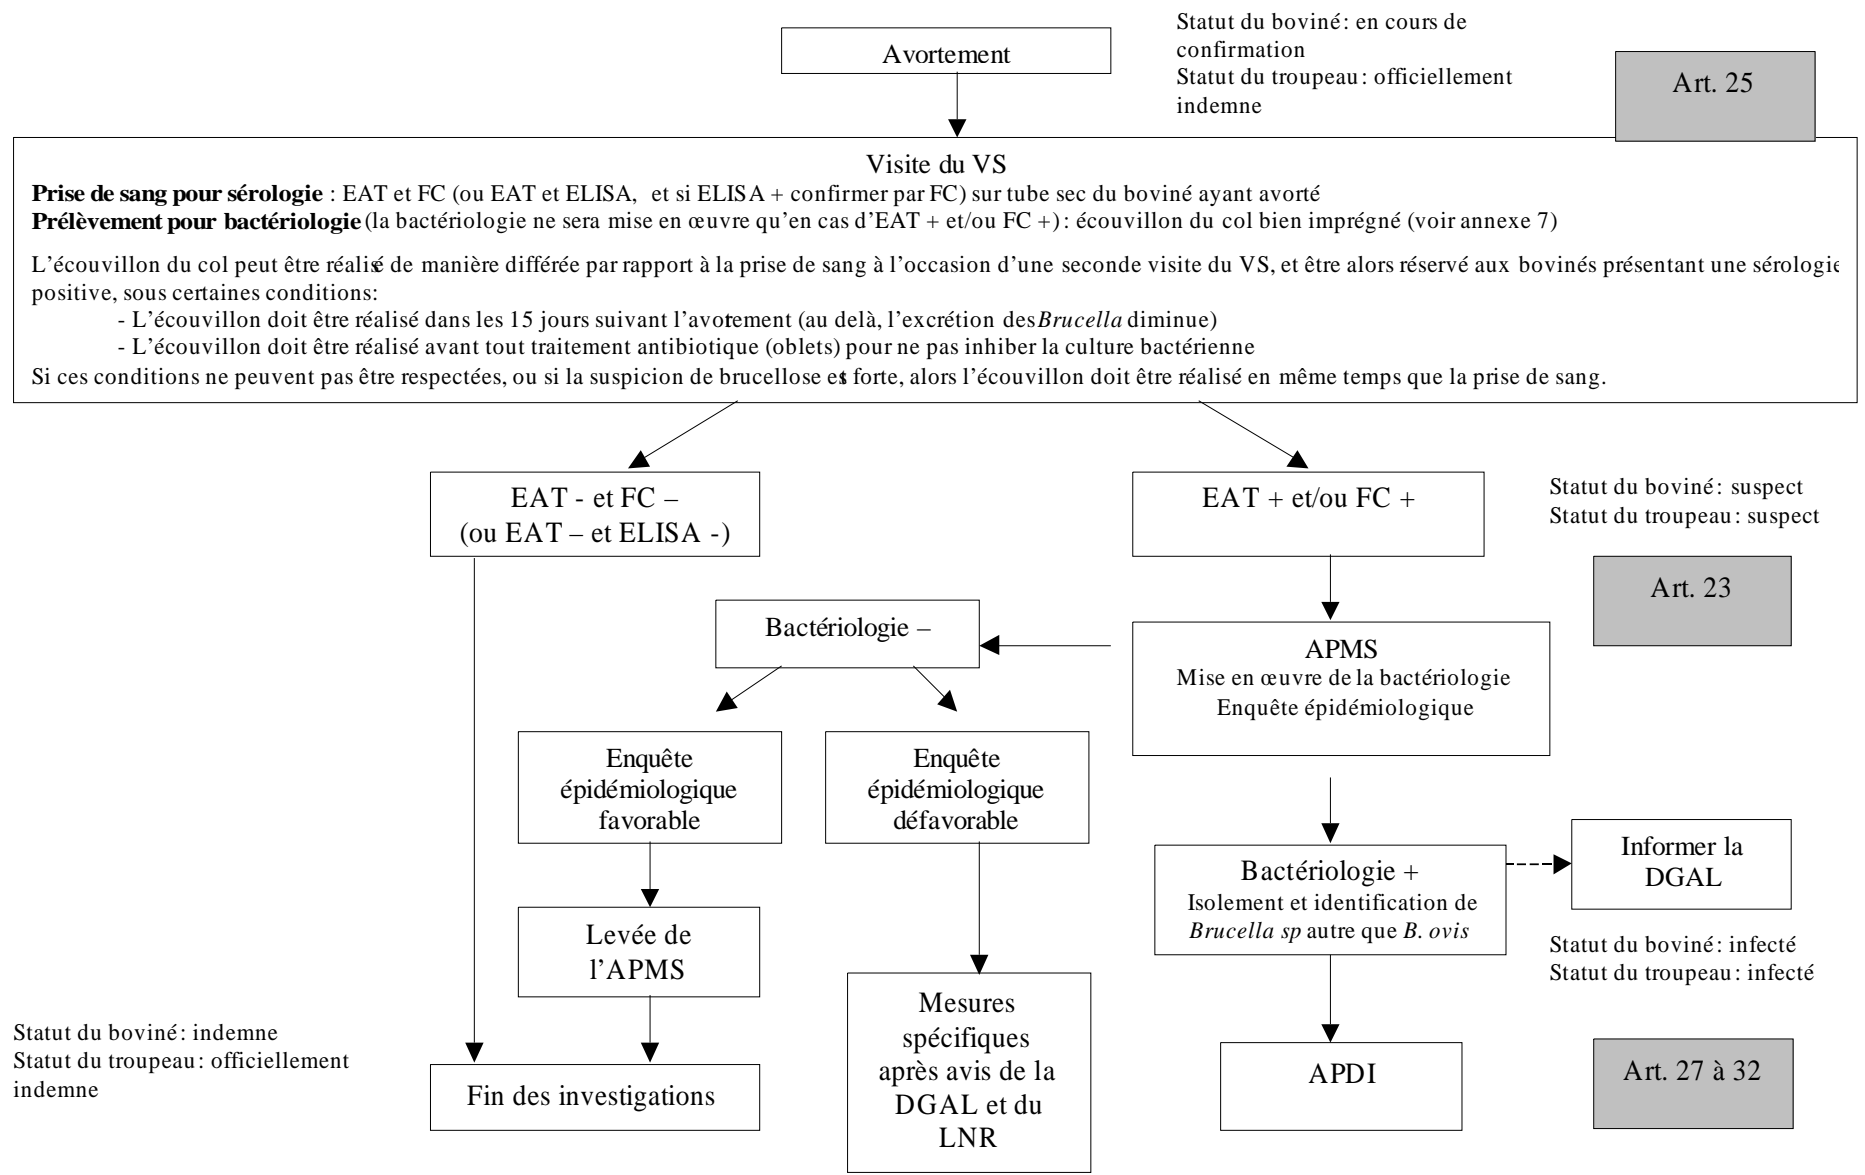 Avortement
Statut du boviné: en cours de
confirmation
Statut du troupeau: officiellement
indemne
Art. 25
Visite du VS
Prise de sang pour sérologie : EAT et FC (ou EAT et ELISA, et si ELISA + confirmer par FC) sur tube sec du boviné ayant avorté
Prélèvement pour bactériologie (la bactériologie ne sera mise en œuvre qu'en cas d'EAT + et/ou FC +): écouvillon du col bien imprégné (voir annexe 7)
L'écouvillon du col peut être réalisé de manière différée par rapport à la prise de sang à l'occasion d'une seconde visite du VS, et être alors réservé aux bovinés présentant une sérologie
positive, sous certaines conditions:
- L'écouvillon doit être réalisé dans les 15 jours suivant l'avotement (au delà, l'excrétion des Brucella diminue)
- L'écouvillon doit être réalisé avant tout traitement antibiotique (oblets) pour ne pas inhiber la culture bactérienne
Si ces conditions ne peuvent pas être respectées, ou si la suspicion de brucellose est forte, alors l'écouvillon doit être réalisé en même temps que la prise de sang.
EAT - et FC –
(ou EAT – et ELISA -)
EAT + et/ou FC +
Statut du boviné: suspect
Statut du troupeau: suspect
Art. 23
Bactériologie –
APMS
Mise en œuvre de la bactériologie
Enquête épidémiologique
Enquête
épidémiologique
favorable
Enquête
épidémiologique
défavorable
Bactériologie +
Isolement et identification de
Brucella sp autre que B. ovis
Informer la
DGAL
Levée de
l'APMS
Statut du boviné: infecté
Statut du troupeau: infecté
Mesures
spécifiques
après avis de la
DGAL et du
LNR
Statut du boviné: indemne
Statut du troupeau: officiellement
indemne
Fin des investigations
APDI
Art. 27 à 32